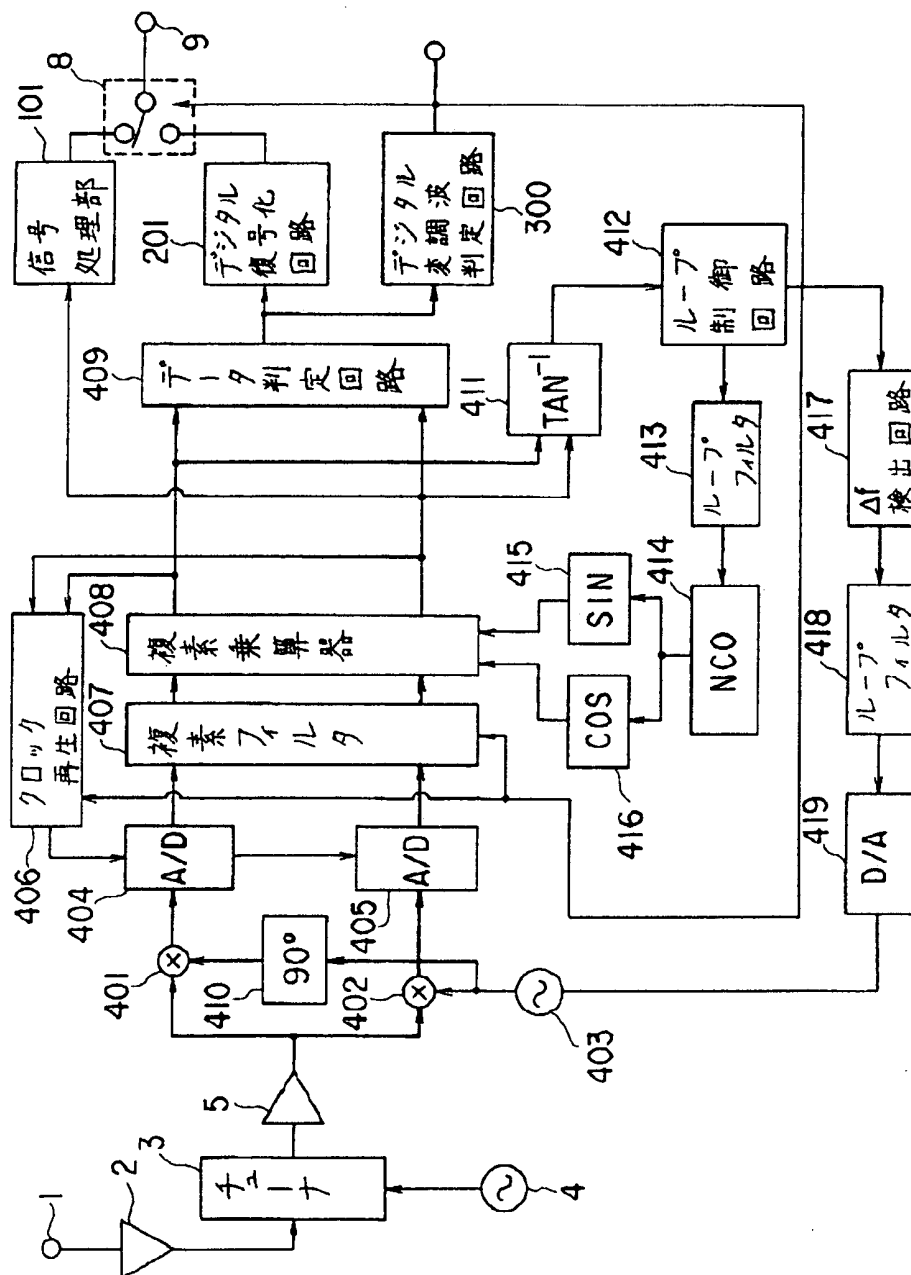 1
2
3
チューナ
4
5
401
402
403
410
90°
404
A/D
405
A/D
406
クロック
再生回路
407
複素フィルタ
408
複素乗算器
409
データ判定回路
416
COS
415
SIN
414
NCO
413
ループ
フィルタ
411
TAN⁻¹
412
ループ
制御
回路
417
Δf
検出回路
418
ループ
フィルタ
419
D/A
101
信号
処理部
201
デジタル
復号化
回路
300
デジタル
変調波
判定回路
8
9